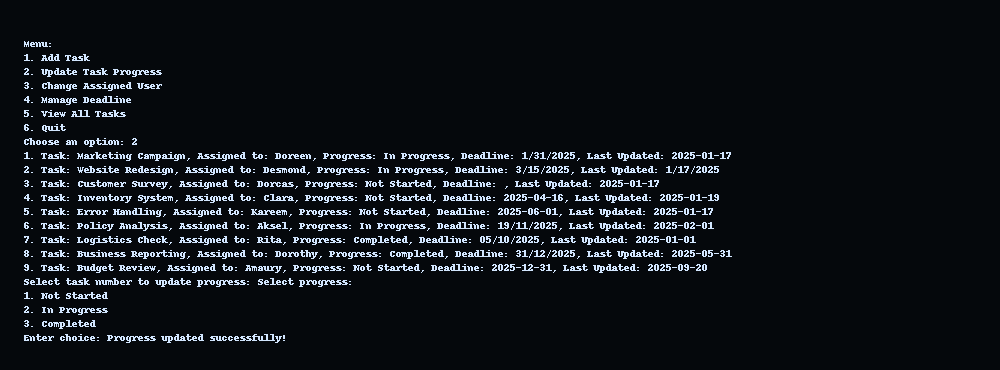 Menu:
1. Add Task
2. Update Task Progress
3. Change Assigned User
4. Manage Deadline
5. View All Tasks
6. Quit
Choose an option: 2
1. Task: Marketing Campaign, Assigned to: Doreen, Progress: In Progress, Deadline: 1/31/2025, Last Updated: 2025-01-17
2. Task: Website Redesign, Assigned to: Desmond, Progress: In Progress, Deadline: 3/15/2025, Last Updated: 1/17/2025
3. Task: Customer Survey, Assigned to: Dorcas, Progress: Not Started, Deadline: , Last Updated: 2025-01-17
4. Task: Inventory System, Assigned to: Clara, Progress: Not Started, Deadline: 2025-04-16, Last Updated: 2025-01-19
5. Task: Error Handling, Assigned to: Kareem, Progress: Not Started, Deadline: 2025-06-01, Last Updated: 2025-01-17
6. Task: Policy Analysis, Assigned to: Aksel, Progress: In Progress, Deadline: 19/11/2025, Last Updated: 2025-02-01
7. Task: Logistics Check, Assigned to: Rita, Progress: Completed, Deadline: 05/10/2025, Last Updated: 2025-01-01
8. Task: Business Reporting, Assigned to: Dorothy, Progress: Completed, Deadline: 31/12/2025, Last Updated: 2025-05-31
9. Task: Budget Review, Assigned to: Amaury, Progress: Not Started, Deadline: 2025-12-31, Last Updated: 2025-09-20
Select task number to update progress: Select progress:
1. Not Started
2. In Progress
3. Completed
Enter choice: Progress updated successfully!